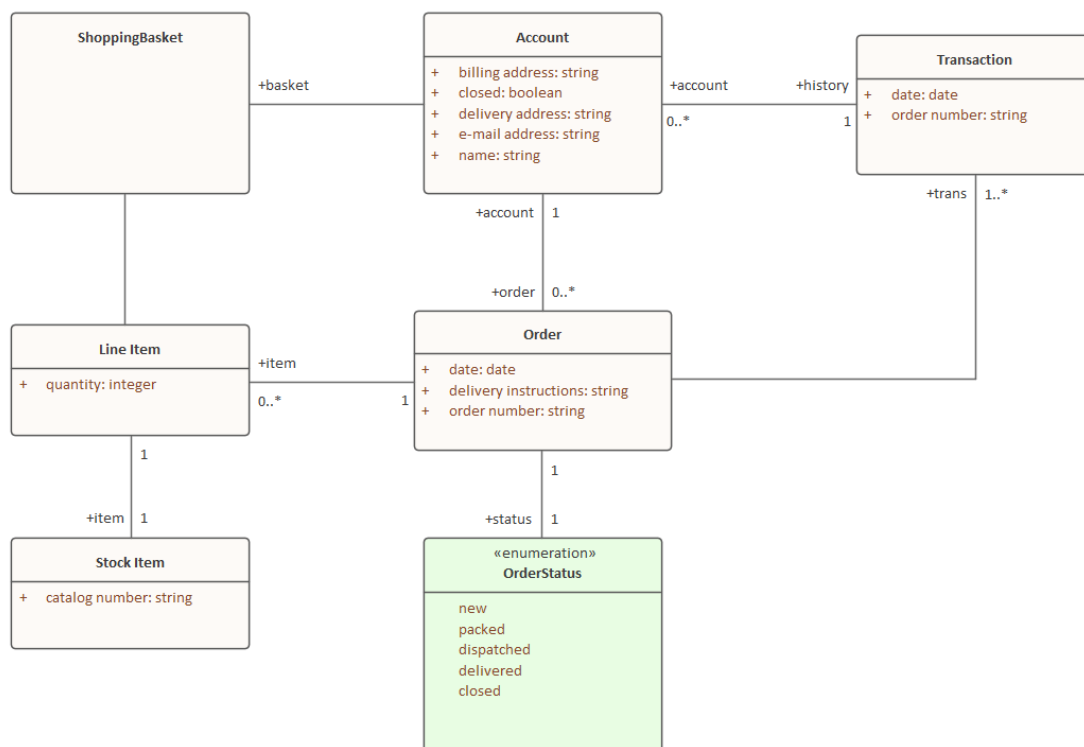 ShoppingBasket
+basket
Account
+ billing address: string
+ closed: boolean
+ delivery address: string
+ e-mail address: string
+ name: string
+account
0..*
+history
1
Transaction
+ date: date
+ order number: string
+trans
1..*
+account
1
+order
0..*
Line Item
+ quantity: integer
+item
0..*
1
Order
+ date: date
+ delivery instructions: string
+ order number: string
1
+item
1
Stock Item
+ catalog number: string
1
+status
1
«enumeration»
OrderStatus
new
packed
dispatched
delivered
closed